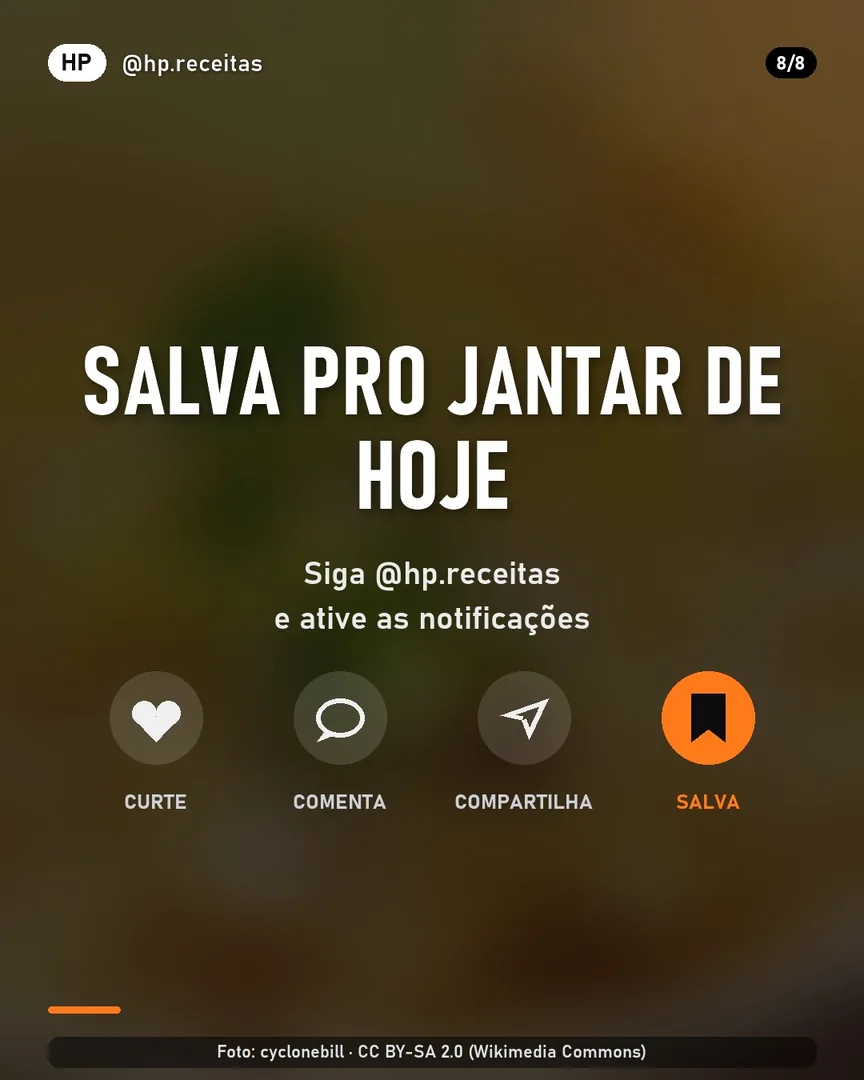 HP @hp.receitas 8/8
SALVA PRO JANTAR DE
HOJE
Siga @hp.receitas
e ative as notificações
CURTE COMENTA COMPARTILHA SALVA
Foto: cyclonebill · CC BY-SA 2.0 (Wikimedia Commons)